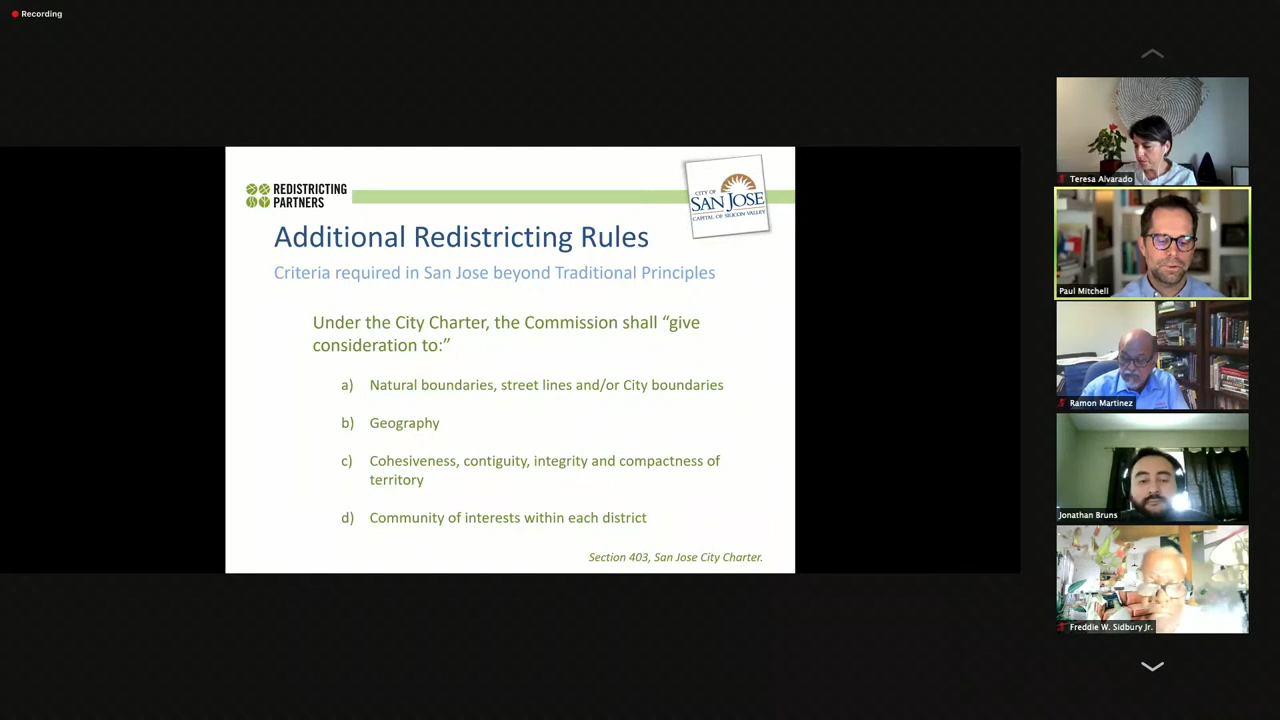 Recording
REDISTRICTING
PARTNERS
CITY OF
SAN JOSE
CAPITAL OF SILICON VALLEY
Additional Redistricting Rules
Criteria required in San Jose beyond Traditional Principles
Under the City Charter, the Commission shall “give
consideration to:”
a) Natural boundaries, street lines and/or City boundaries
b) Geography
c) Cohesiveness, contiguity, integrity and compactness of
territory
d) Community of interests within each district
Section 403, San Jose City Charter.
Teresa Alvarado
Paul Mitchell
Ramon Martinez
Jonathan Bruns
Freddie W. Sidbury Jr.